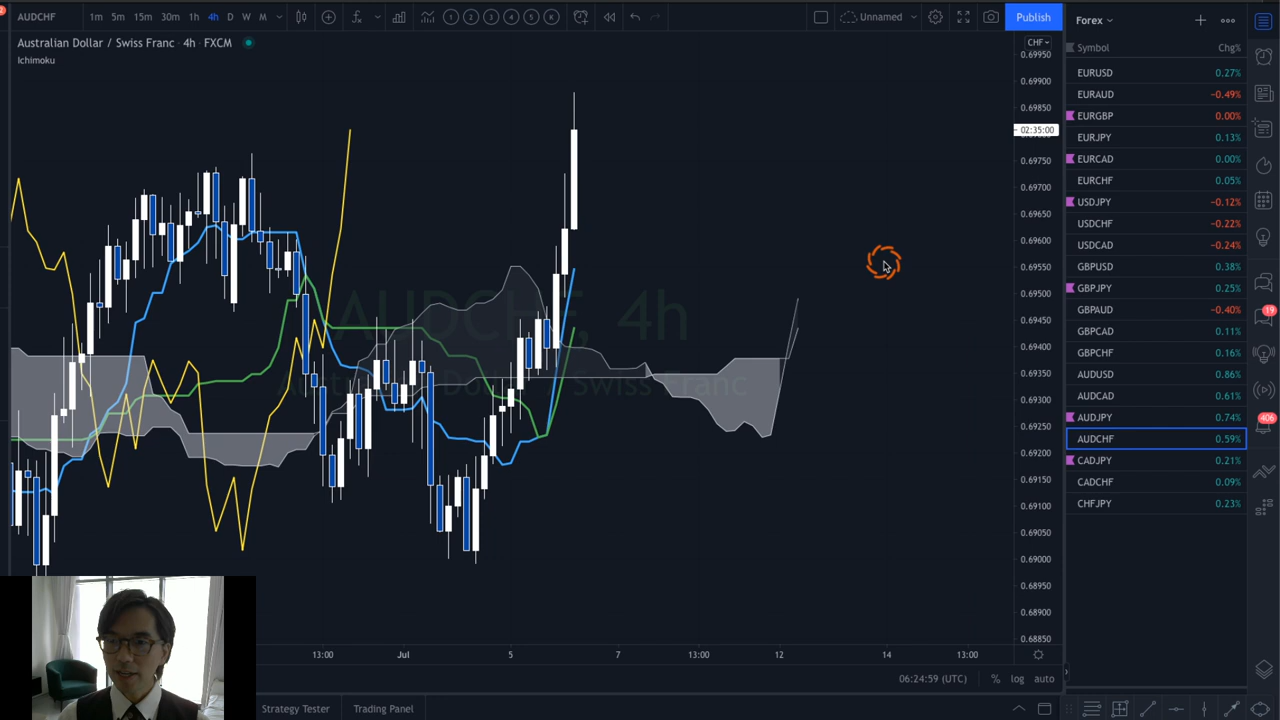 2
AUDCHF 1m 5m 15m 30m 1h 4h D W M 1 2 3 4 5 K Unnamed Publish
Australian Dollar / Swiss Franc · 4h · FXCM
Ichimoku
AUDCHF, 4h
Australian Dollar / Swiss Franc
CHF
0.69950
0.69900
0.69850
02:35:00
0.69750
0.69700
0.69650
0.69600
0.69550
0.69500
0.69450
0.69400
0.69350
0.69300
0.69250
0.69200
0.69150
0.69100
0.69050
0.69000
0.68950
0.68900
0.68850
13:00 Jul 5 7 13:00 12 14 13:00
06:24:59 (UTC) % log auto
Strategy Tester Trading Panel
Forex
Symbol Chg%
EURUSD 0.27%
EURAUD −0.49%
EURGBP 0.00%
EURJPY 0.13%
EURCAD 0.00%
EURCHF 0.05%
USDJPY −0.12%
USDCHF −0.22%
USDCAD −0.24%
GBPUSD 0.38%
GBPJPY 0.25%
GBPAUD −0.40%
GBPCAD 0.11%
GBPCHF 0.16%
AUDUSD 0.86%
AUDCAD 0.61%
AUDJPY 0.74%
AUDCHF 0.59%
CADJPY 0.21%
CADCHF 0.09%
CHFJPY 0.23%
19
406